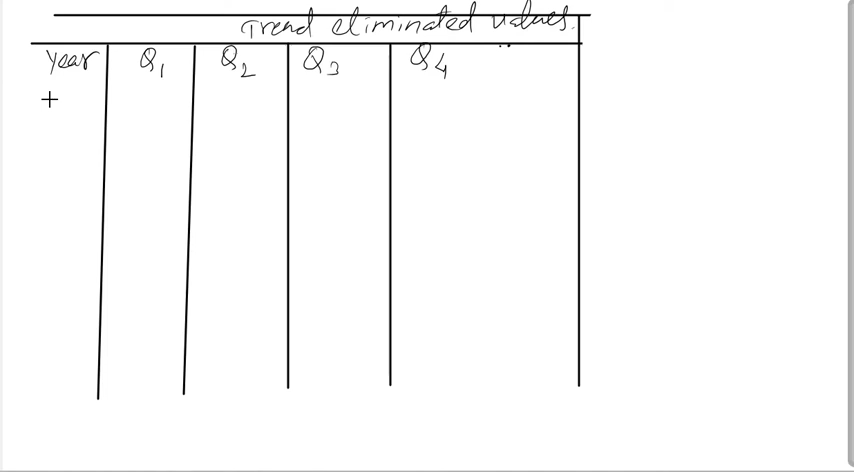 Trend eliminated values.
Year Q1 Q2 Q3 Q4